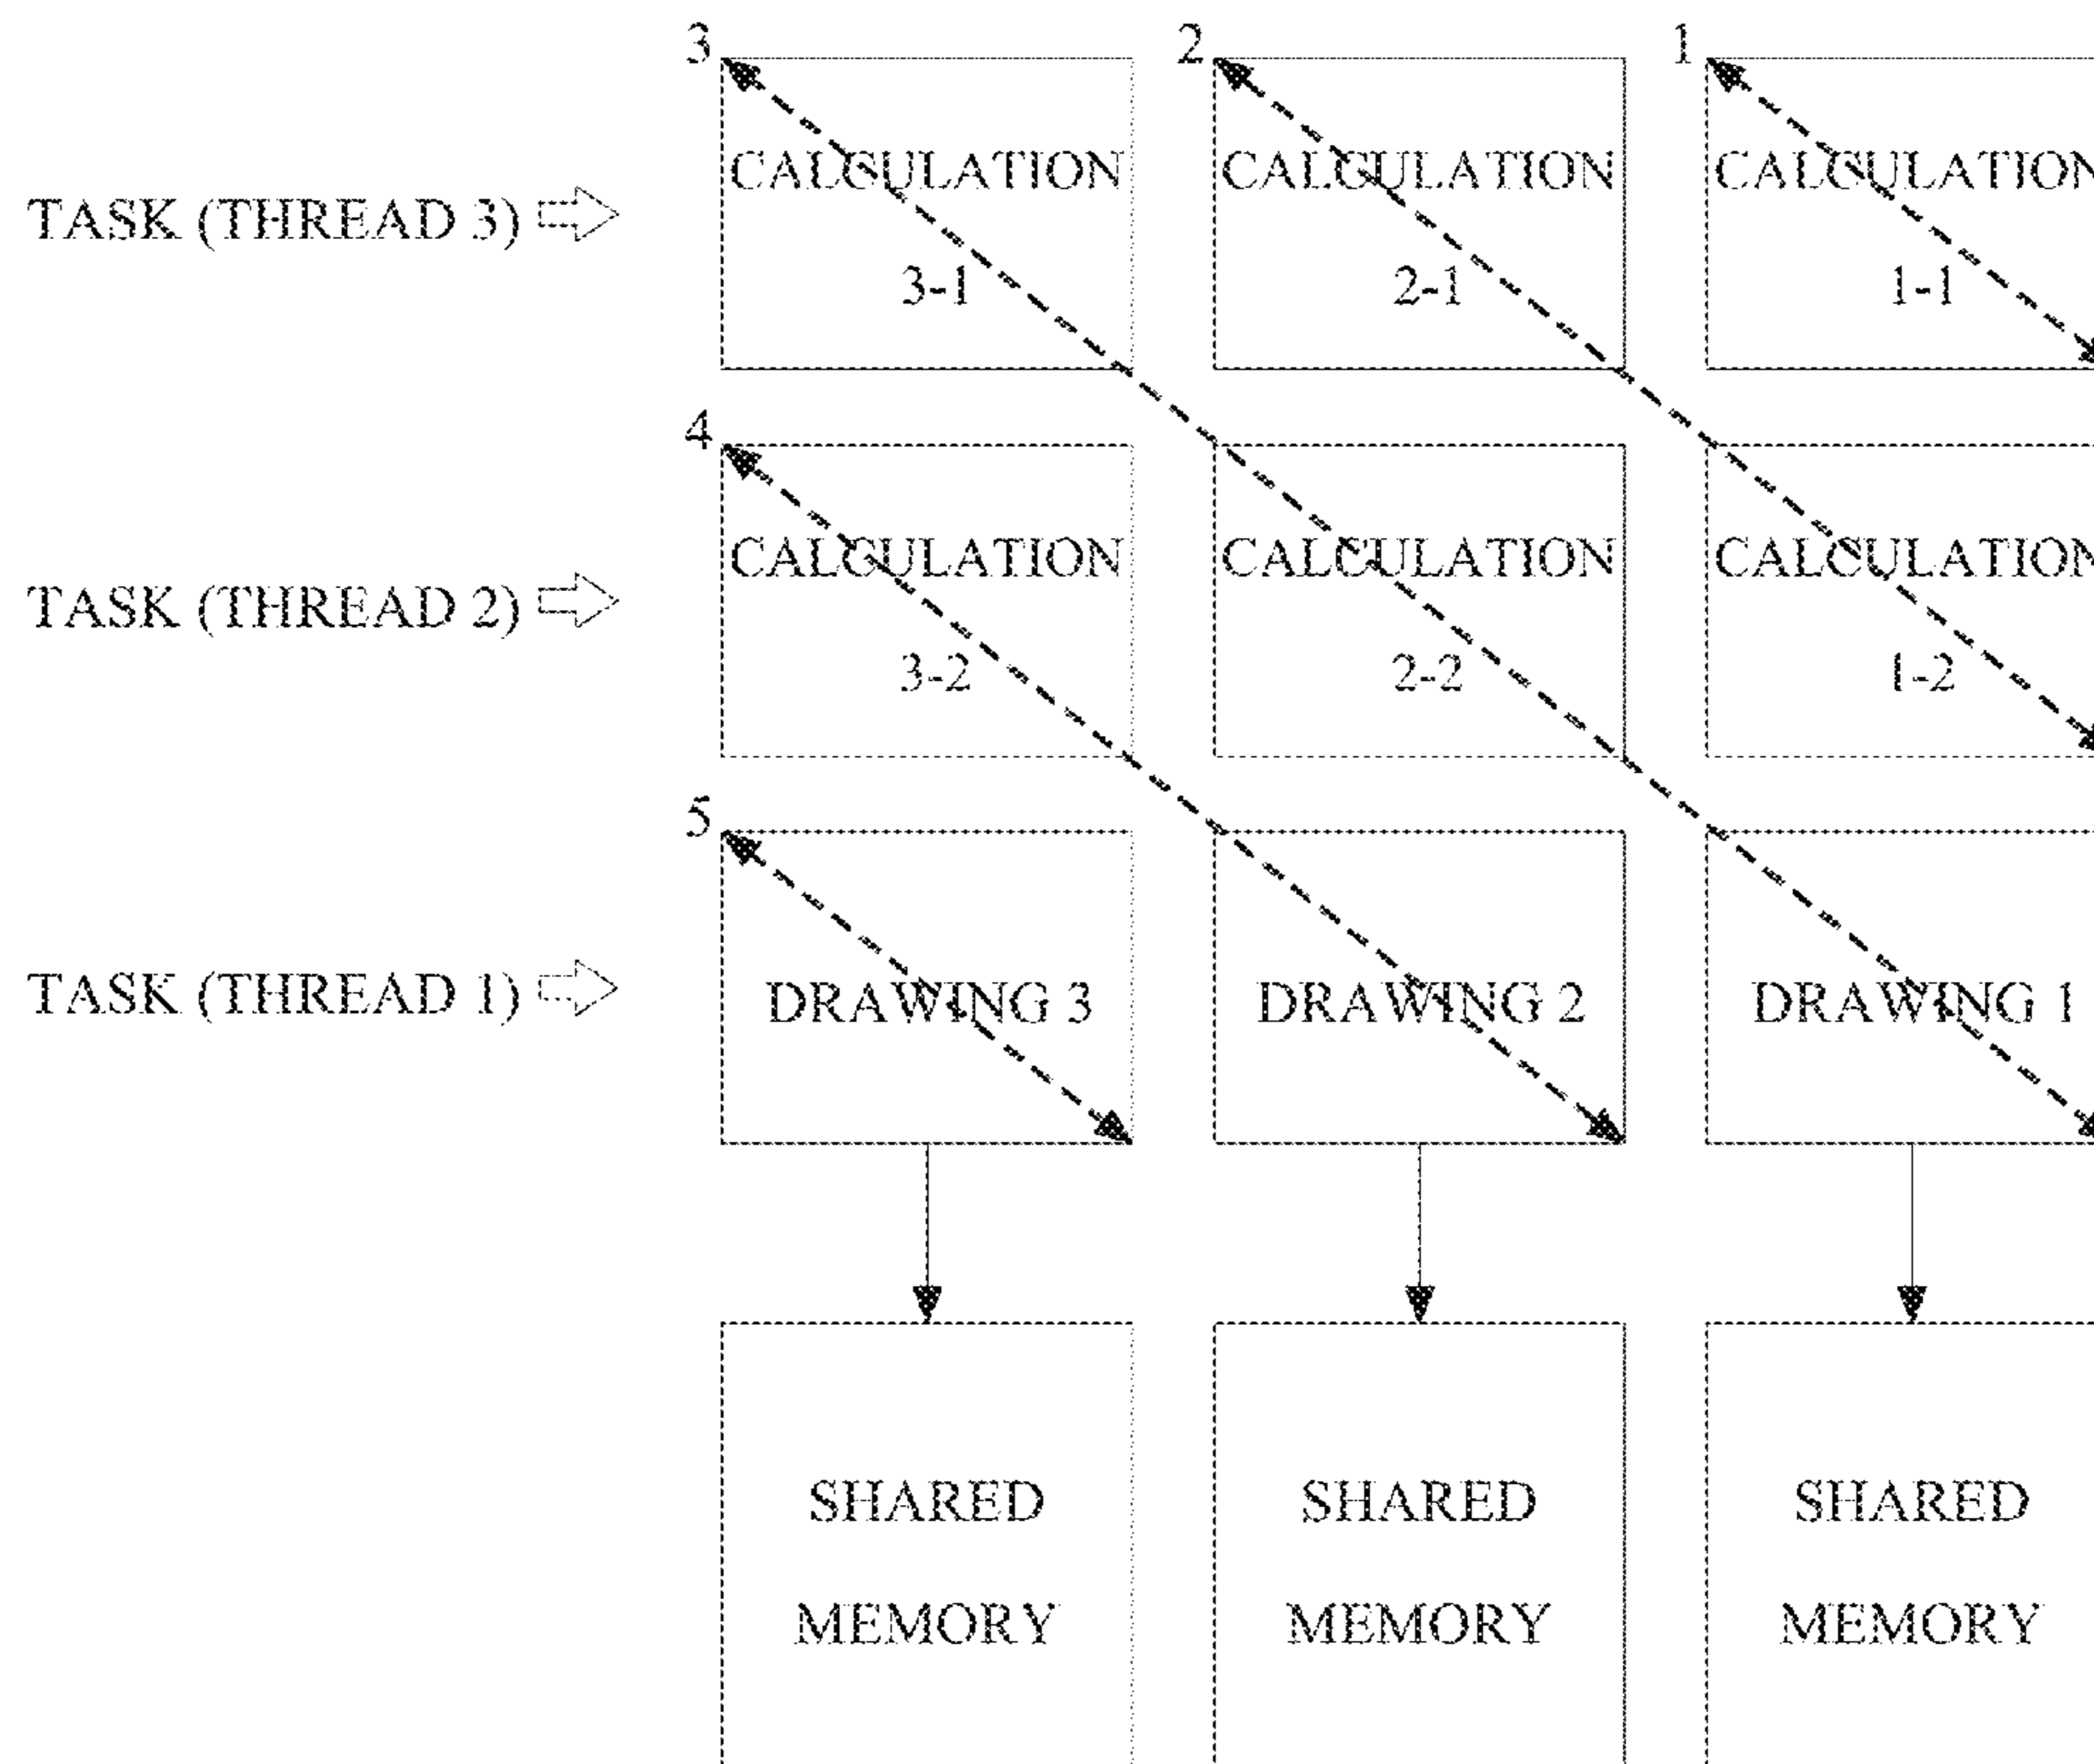 3 2 1
CALCULATION CALCULATION CALCULATION
TASK (THREAD 3)
3-1 2-1 1-1
4
CALCULATION CALCULATION CALCULATION
TASK (THREAD 2)
3-2 2-2 1-2
5
TASK (THREAD 1) DRAWING 3 DRAWING 2 DRAWING 1
SHARED SHARED SHARED
MEMORY MEMORY MEMORY